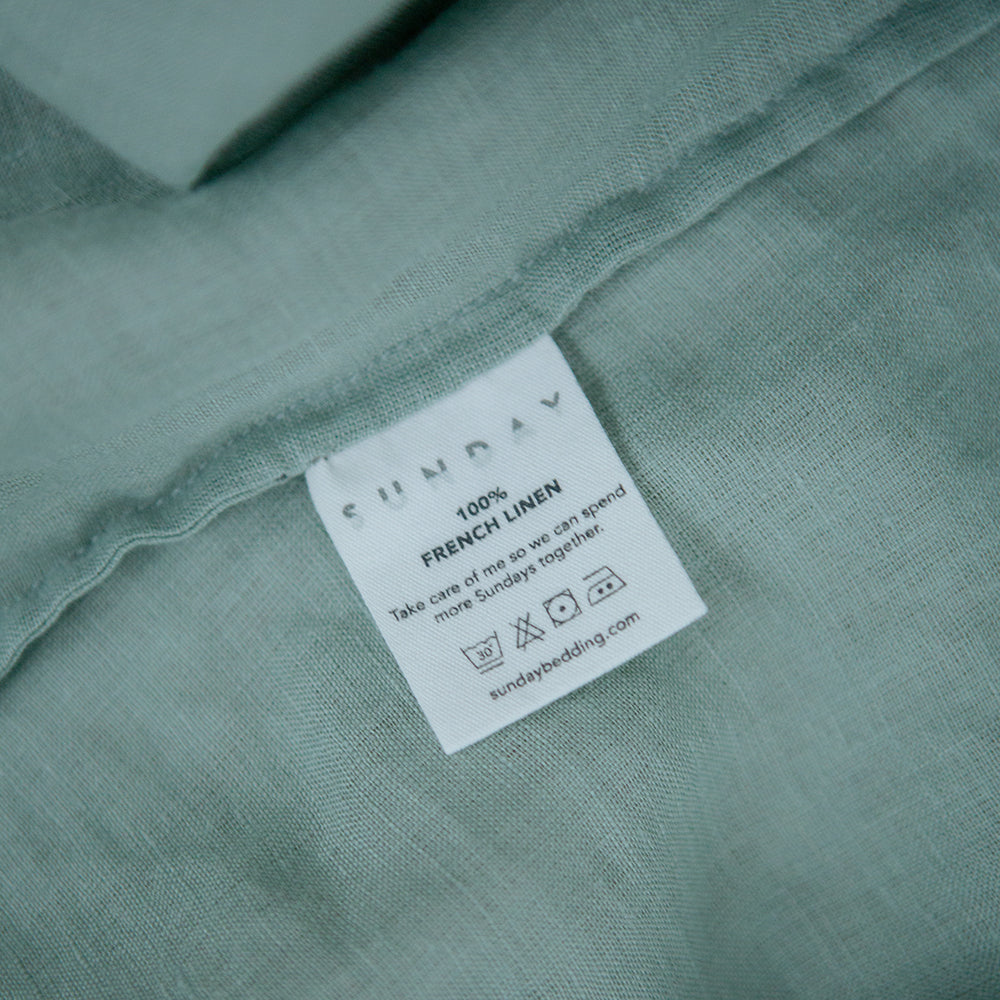 SUNDAY
100%
FRENCH LINEN
Take care of me so we can spend
more Sundays together.
30°
sundaybedding.com